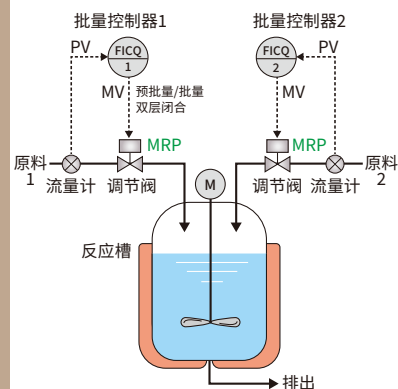 批量控制器1
批量控制器2
PV
FICQ
1
FICQ
2
PV
MV
预批量/批量
双层闭合
MV
MRP
MRP
原料
1
流量计
调节阀
M
调节阀
流量计
原料
2
反应槽
排出